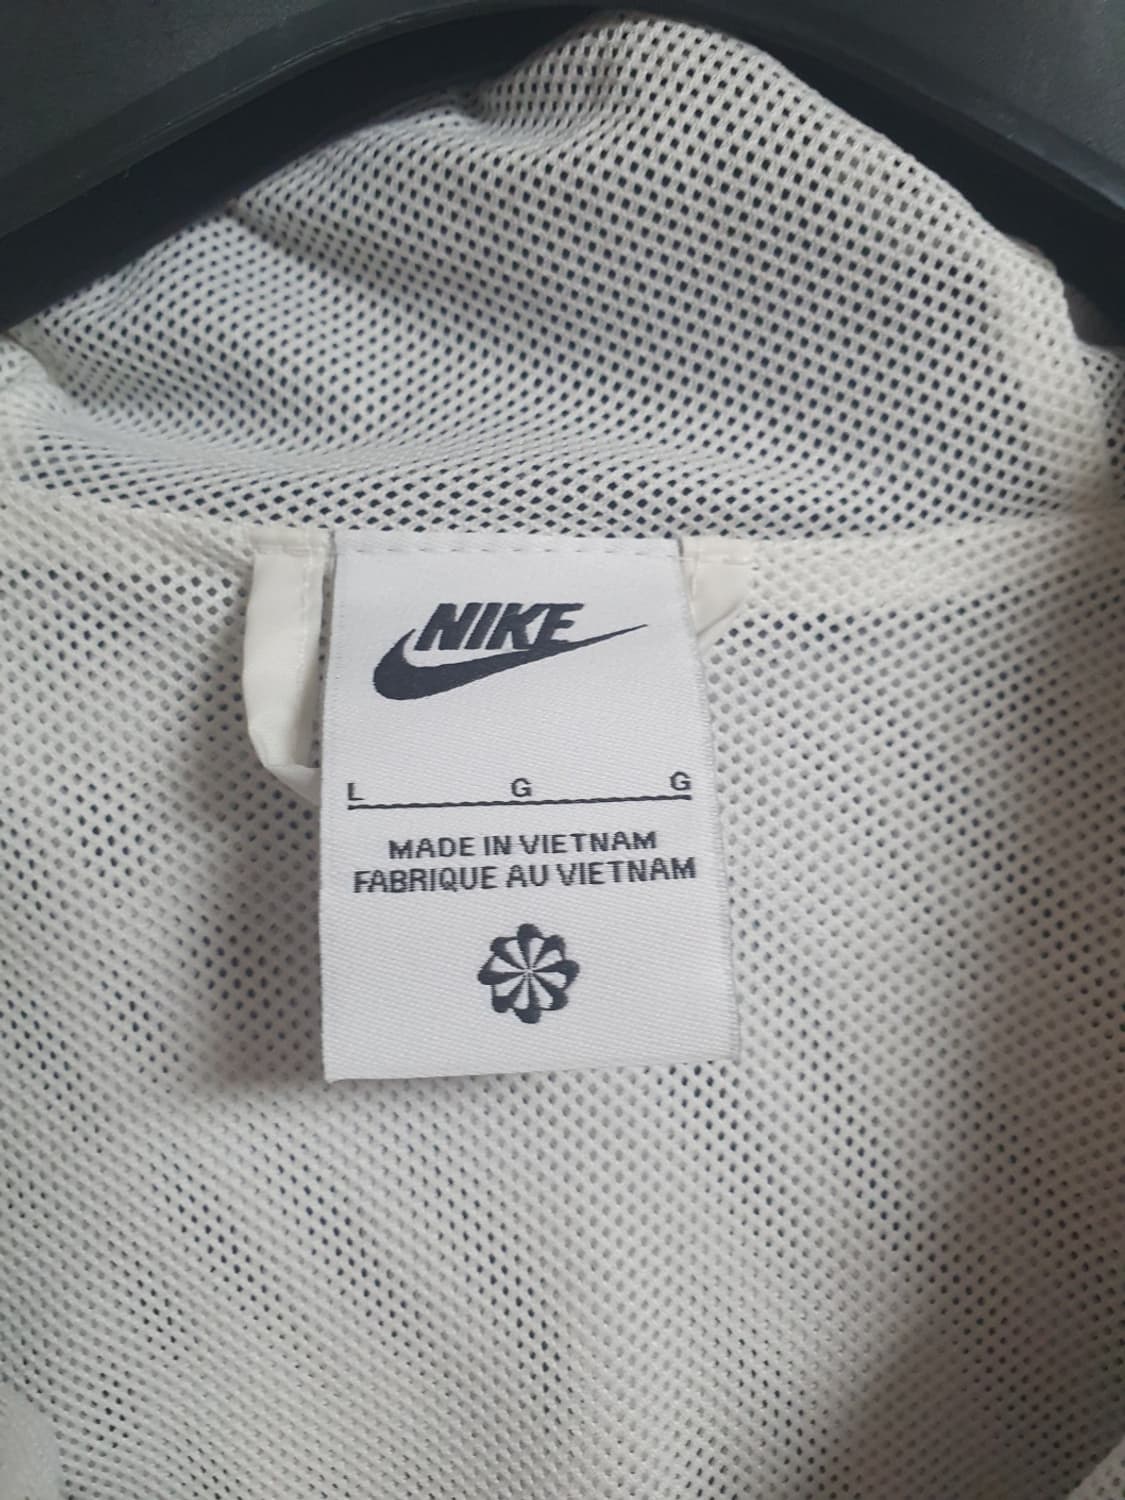 NIKE
L G G
MADE IN VIETNAM
FABRIQUE AU VIETNAM